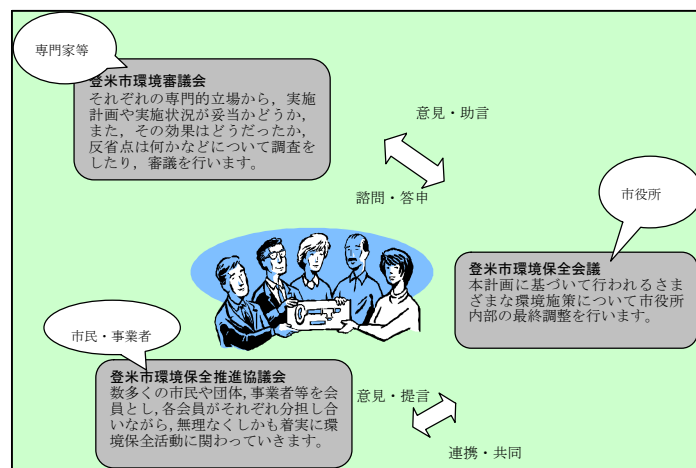 専門家等
登米市環境審議会
それぞれの専門的立場から，実施
計画や実施状況が妥当かどうか，
また，その効果はどうだったか，
反省点は何かなどについて調査を
したり，審議を行います。
意見・助言
諮問・答申
市役所
登米市環境保全会議
本計画に基づいて行われるさま
ざまな環境施策について市役所
内部の最終調整を行います。
市民・事業者
登米市環境保全推進協議会
数多くの市民や団体，事業者等を会
員とし，各会員がそれぞれ分担し合
いながら，無理なくしかも着実に環
境保全活動に関わっていきます。
意見・提言
連携・共同